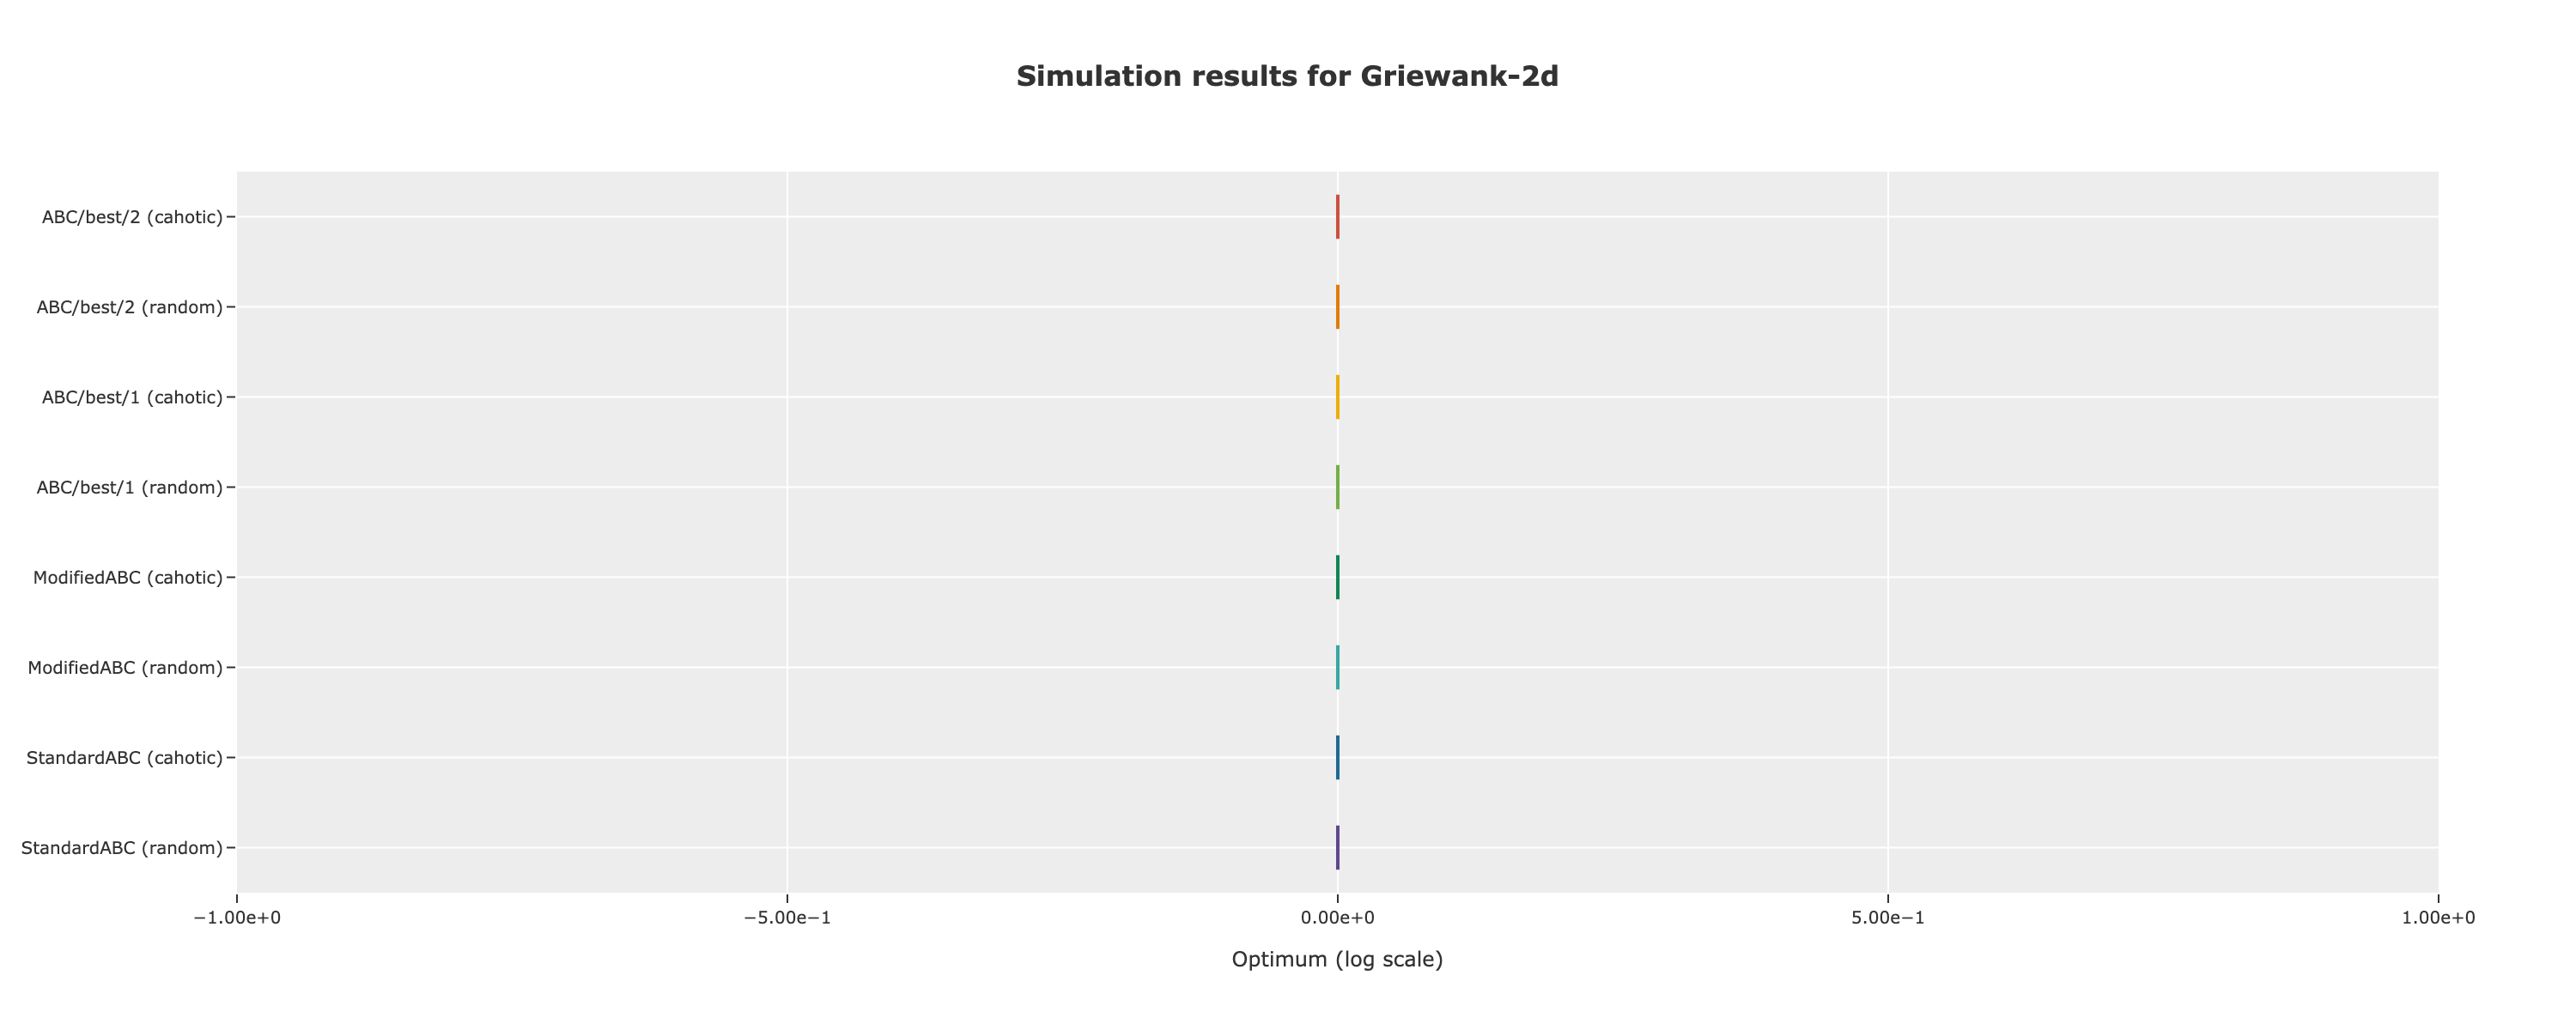 Simulation results for Griewank-2d
ABC/best/2 (cahotic)
ABC/best/2 (random)
ABC/best/1 (cahotic)
ABC/best/1 (random)
ModifiedABC (cahotic)
ModifiedABC (random)
StandardABC (cahotic)
StandardABC (random)
−1.00e+0 −5.00e−1 0.00e+0 5.00e−1 1.00e+0
Optimum (log scale)